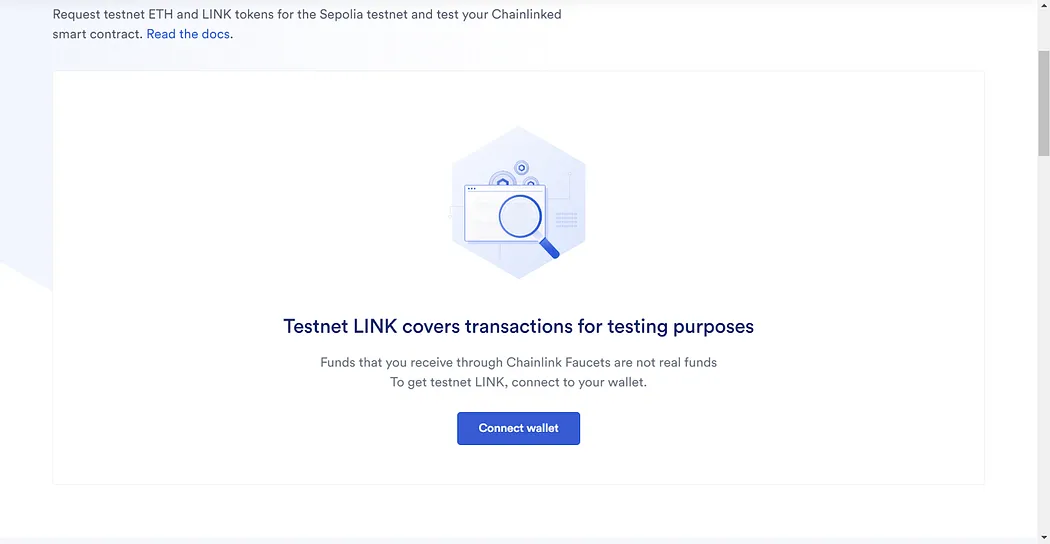 Request testnet ETH and LINK tokens for the Sepolia testnet and test your Chainlinked
smart contract. Read the docs.
Testnet LINK covers transactions for testing purposes
Funds that you receive through Chainlink Faucets are not real funds
To get testnet LINK, connect to your wallet.
Connect wallet